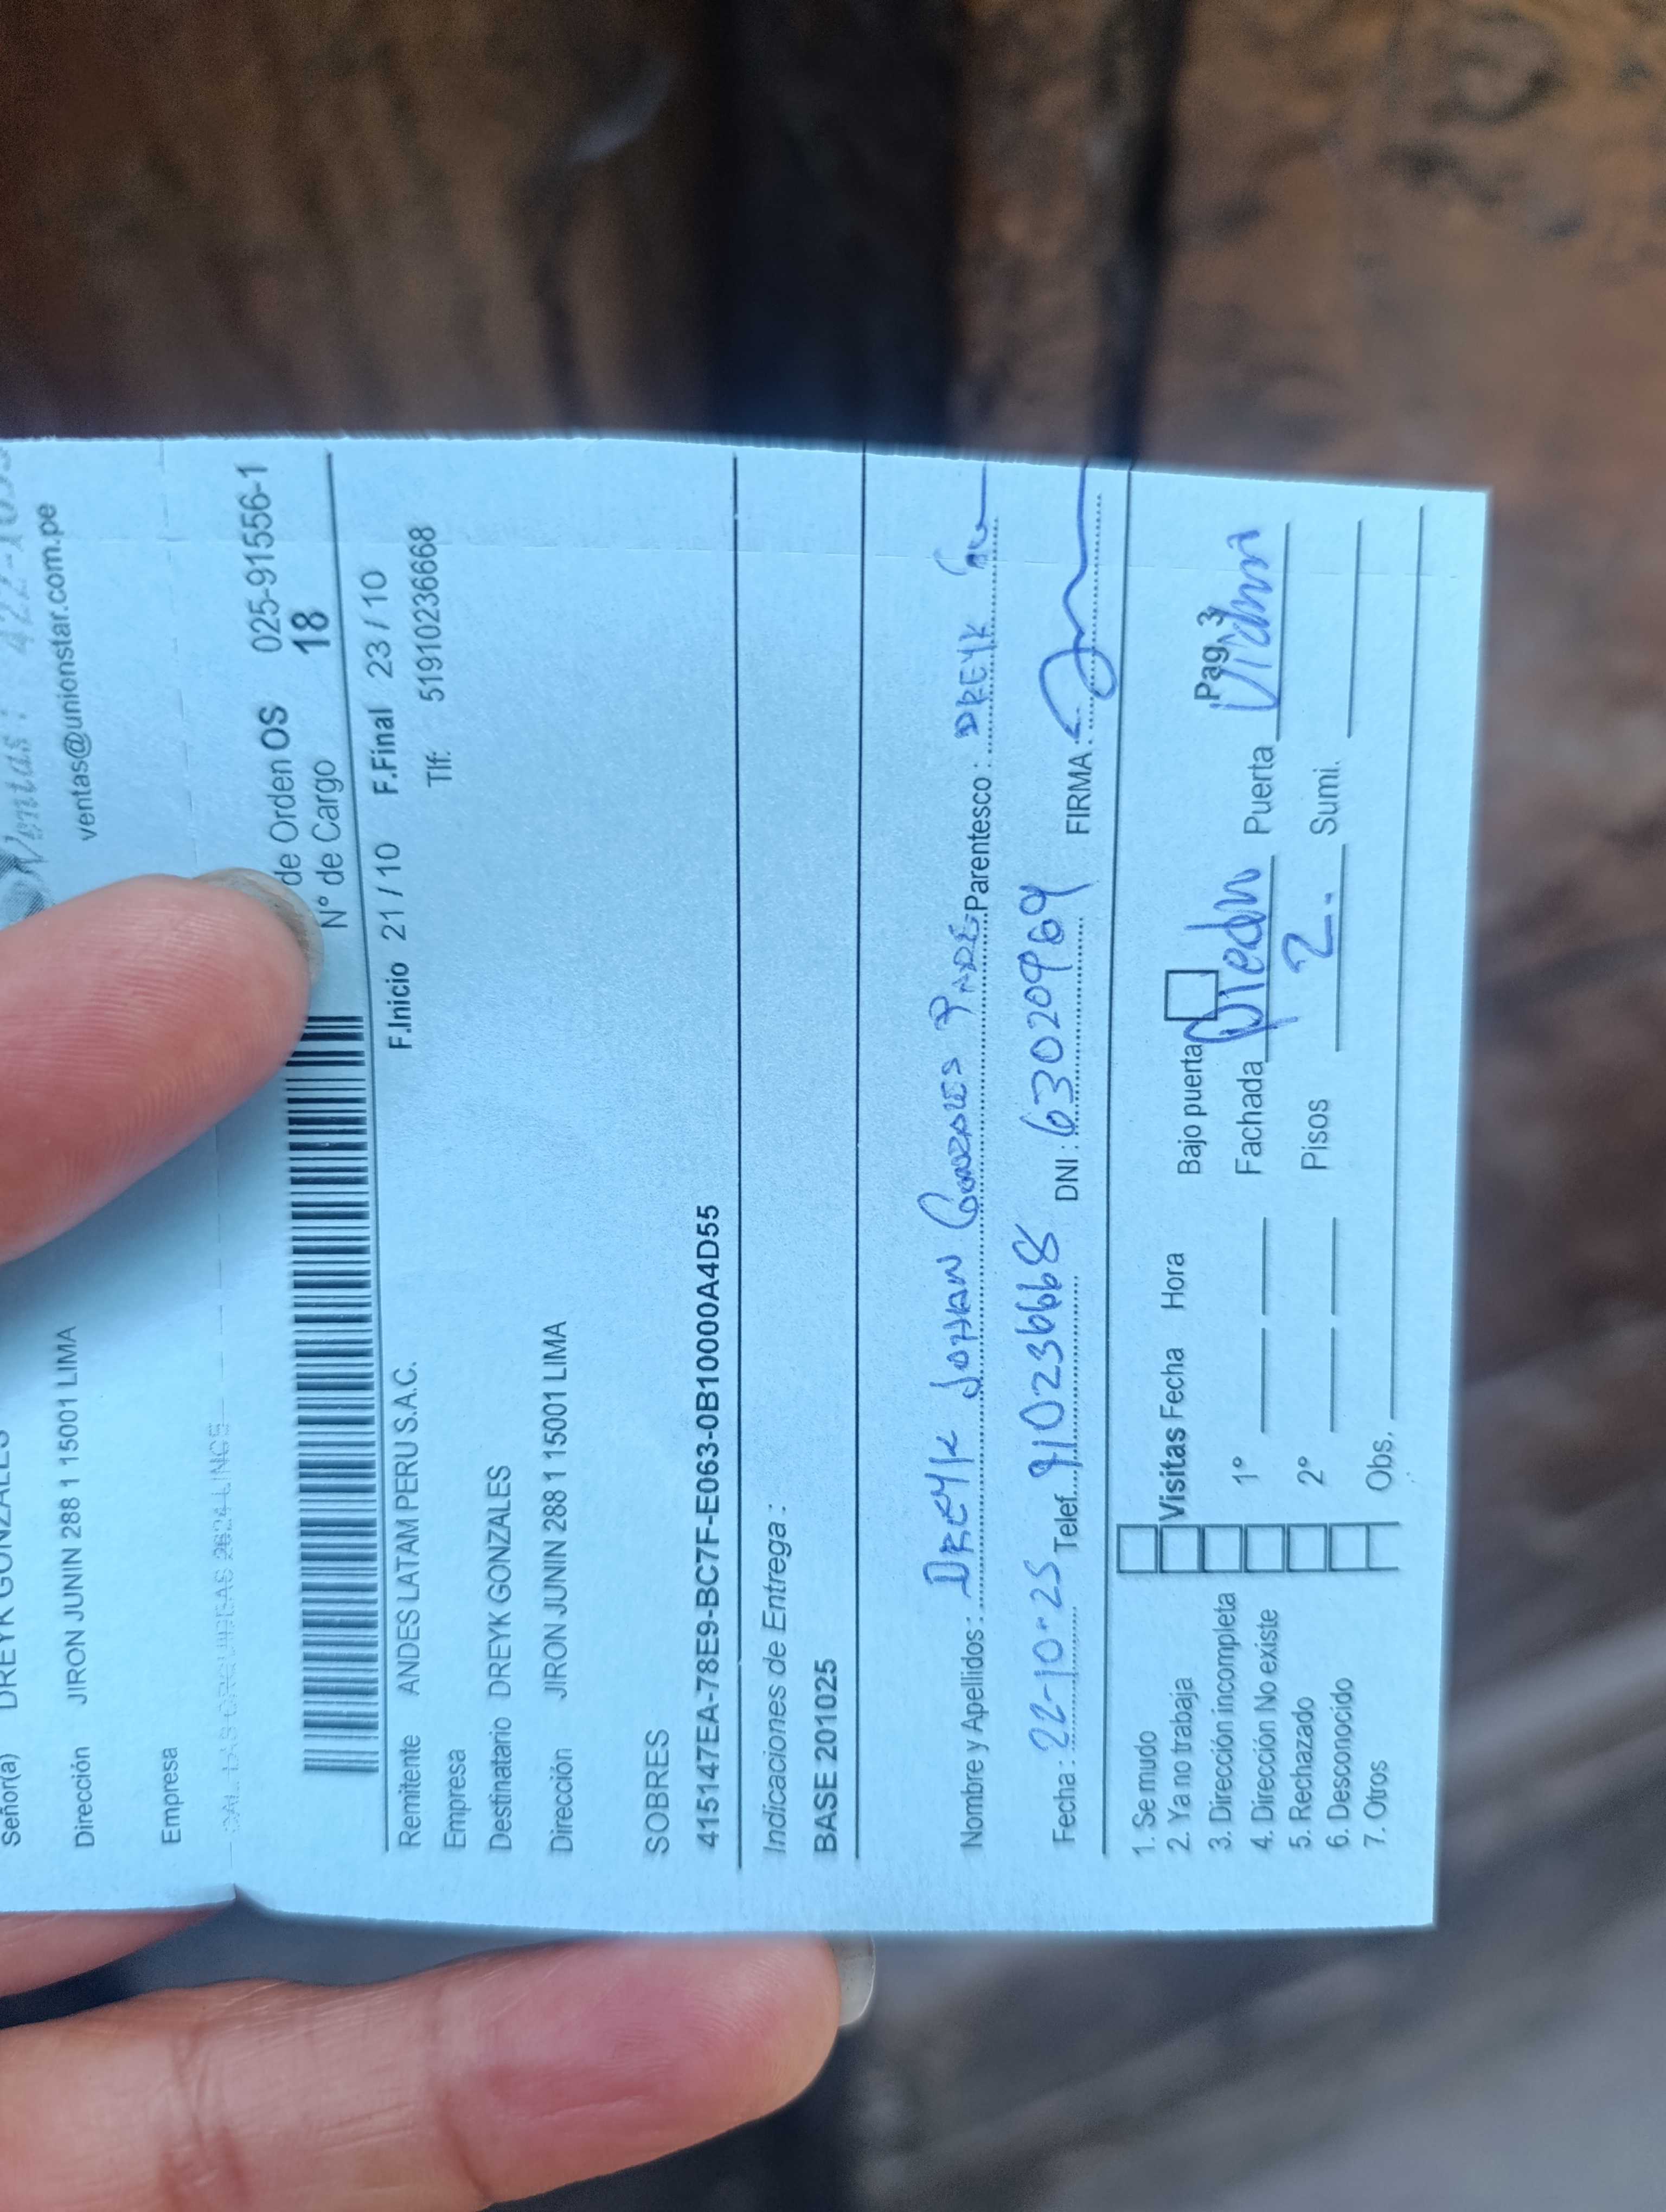 Ventas: 422-10
ventas@unionstar.com.pe
Señor(a) DREYK GONZALES
Dirección JIRON JUNIN 288 1 15001 LIMA
Empresa
de Orden OS 025-91556-1
N° de Cargo 18
Remitente ANDES LATAM PERU S.A.C. F.Inicio 21 / 10 F.Final 23 / 10
Empresa Tlf: 51910236668
Destinatario DREYK GONZALES
Dirección JIRON JUNIN 288 1 15001 LIMA
SOBRES
415147EA-78E9-BC7F-E063-0B10000A4D55
Indicaciones de Entrega :
BASE 201025
Nombre y Apellidos : DREYK JOHAN GONZALES Parentesco : DREYK
Fecha : 22-10-25 Telef. 910236668 DNI : 630209969 FIRMA :
1. Se mudo
2. Ya no trabaja Visitas Fecha Hora Bajo puerta Pag 3
3. Dirección incompleta 1° Fachada Piedra Puerta
4. Dirección No existe
5. Rechazado 2° Pisos 2. Sumi.
6. Desconocido
7. Otros Obs.